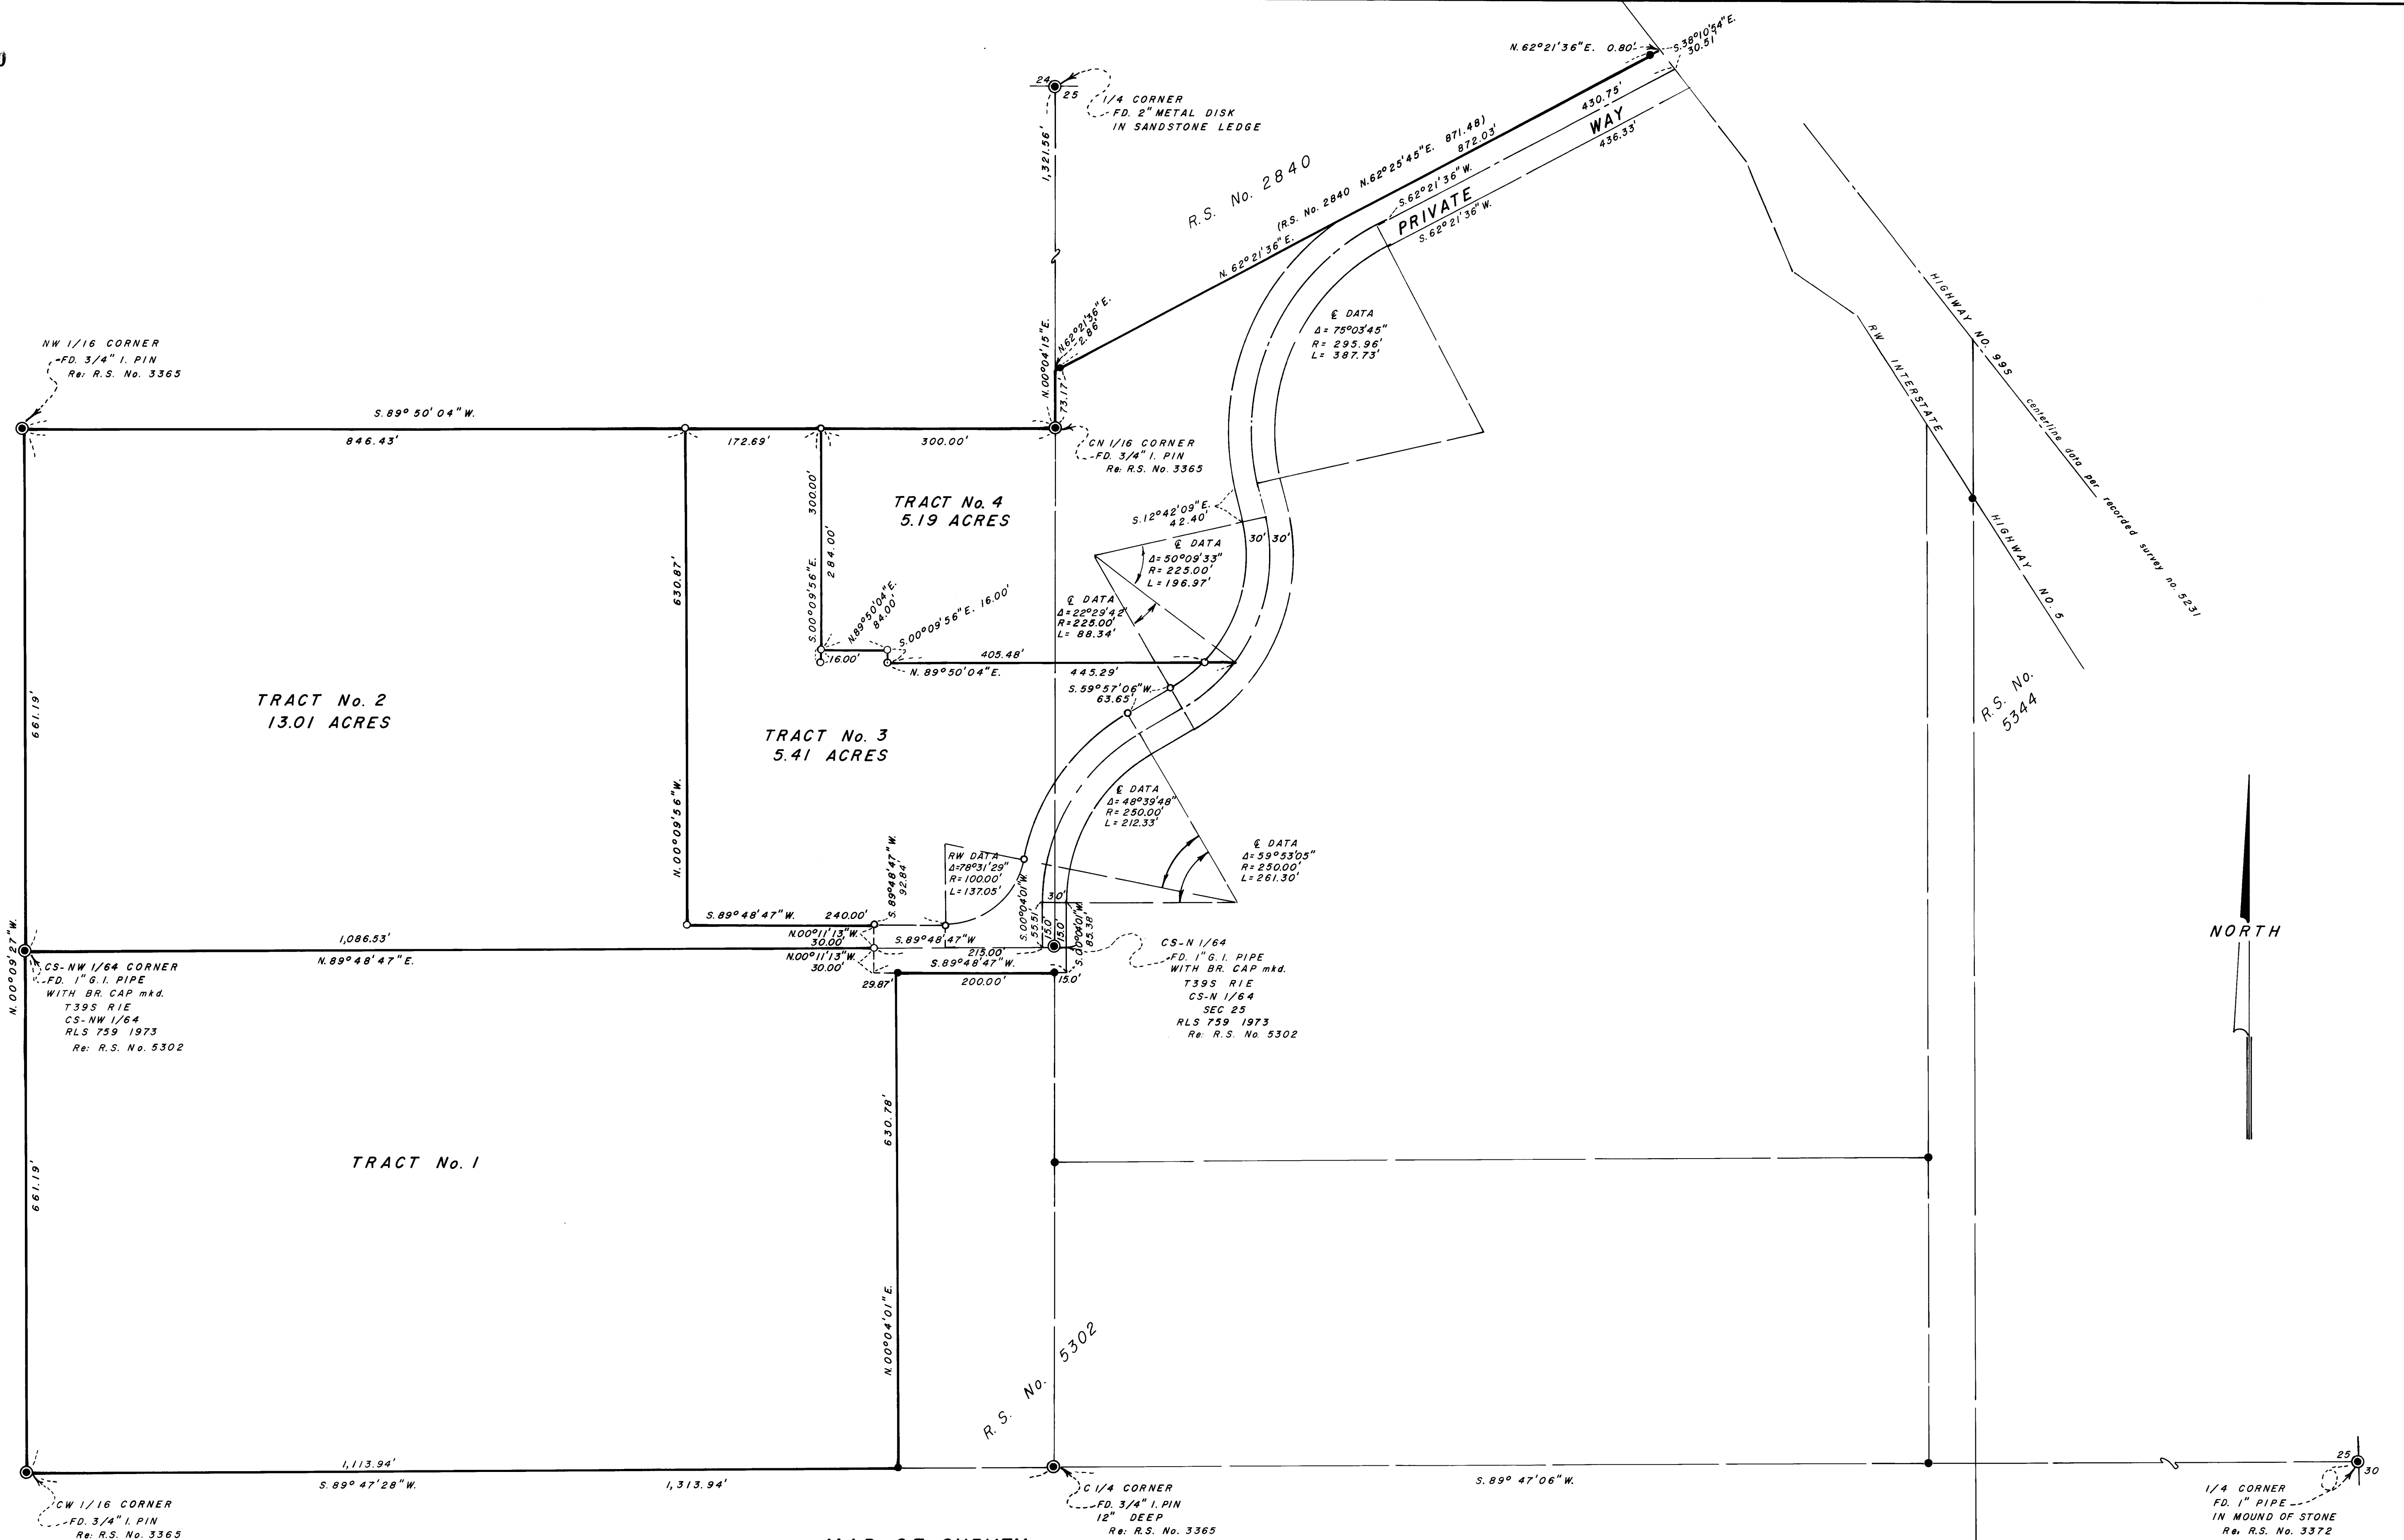 N. 62°21'36"E. 0.80'
S.38°10'54"E.
30.51'
24
25
1/4 CORNER
FD. 2" METAL DISK
IN SANDSTONE LEDGE
1,321.56'
R.S. No. 2840
(R.S. No. 2840 N.62°25'45"E. 871.48)
872.03'
N. 62°21'36"E.
430.75'
S.62°21'36"W.
PRIVATE WAY
S.62°21'36"W.
436.33'
HIGHWAY NO. 99S
centerline data per recorded survey no. 5231
RW INTERSTATE
HIGHWAY NO. 5
N.62°21'36"E.
2.86'
N.00°04'15"E.
73.17'
℄ DATA
Δ= 75°03'45"
R= 295.96'
L= 387.73'
NW 1/16 CORNER
FD. 3/4" I. PIN
Re: R.S. No. 3365
S.89° 50' 04"W.
846.43'
172.69'
300.00'
CN 1/16 CORNER
FD. 3/4" I. PIN
Re: R.S. No. 3365
TRACT No. 4
5.19 ACRES
300.00'
284.00'
S.00°09'56"E.
N.89°50'04"E.
84.00'
S.00°09'56"E. 16.00'
16.00'
405.48'
N. 89°50'04"E.
445.29'
S.12°42'09"E.
42.40'
30' 30'
℄ DATA
Δ=50°09'33"
R= 225.00'
L=196.97'
℄ DATA
Δ=22°29'42"
R=225.00'
L= 88.34'
S.59°57'06"W.
63.65'
630.87'
N.00°09'56"W.
661.19'
TRACT No. 2
13.01 ACRES
TRACT No. 3
5.41 ACRES
R.S. No.
5344
℄ DATA
Δ=48°39'48"
R=250.00'
L=212.33'
℄ DATA
Δ=59°53'05"
R=250.00'
L=261.30'
RW DATA
Δ=78°31'29"
R=100.00'
L=137.05'
S.89°48'47"W.
92.84'
S.89°48'47"W. 240.00'
N.00°11'13"W.
30.00'
S.89°48'47"W
215.00'
N.00°11'13"W.
30.00'
S.89°48'47"W.
29.87'
200.00'
15.0'
30'
S.00°04'01"W.
55.51'
15.0'
15.0'
S.00°04'01"W.
85.38'
NORTH
1,086.53'
N.89°48'47"E.
N.00°09'27"W.
CS-NW 1/64 CORNER
FD. 1" G.I. PIPE
WITH BR. CAP mkd.
T39S R1E
CS-NW 1/64
RLS 759 1973
Re: R.S. No. 5302
CS-N 1/64
FD. 1" G.I. PIPE
WITH BR. CAP mkd.
T39S R1E
CS-N 1/64
SEC 25
RLS 759 1973
Re: R.S. No. 5302
661.19'
TRACT No. 1
630.78'
N.00°04'01"E.
R.S. No. 5302
1,113.94'
S.89°47'28"W.
1,313.94'
S.89° 47'06"W.
CW 1/16 CORNER
FD. 3/4" I. PIN
Re: R.S. No. 3365
C 1/4 CORNER
FD. 3/4" I. PIN
12" DEEP
Re: R.S. No. 3365
25
30
1/4 CORNER
FD. 1" PIPE
IN MOUND OF STONE
Re: R.S. No. 3372